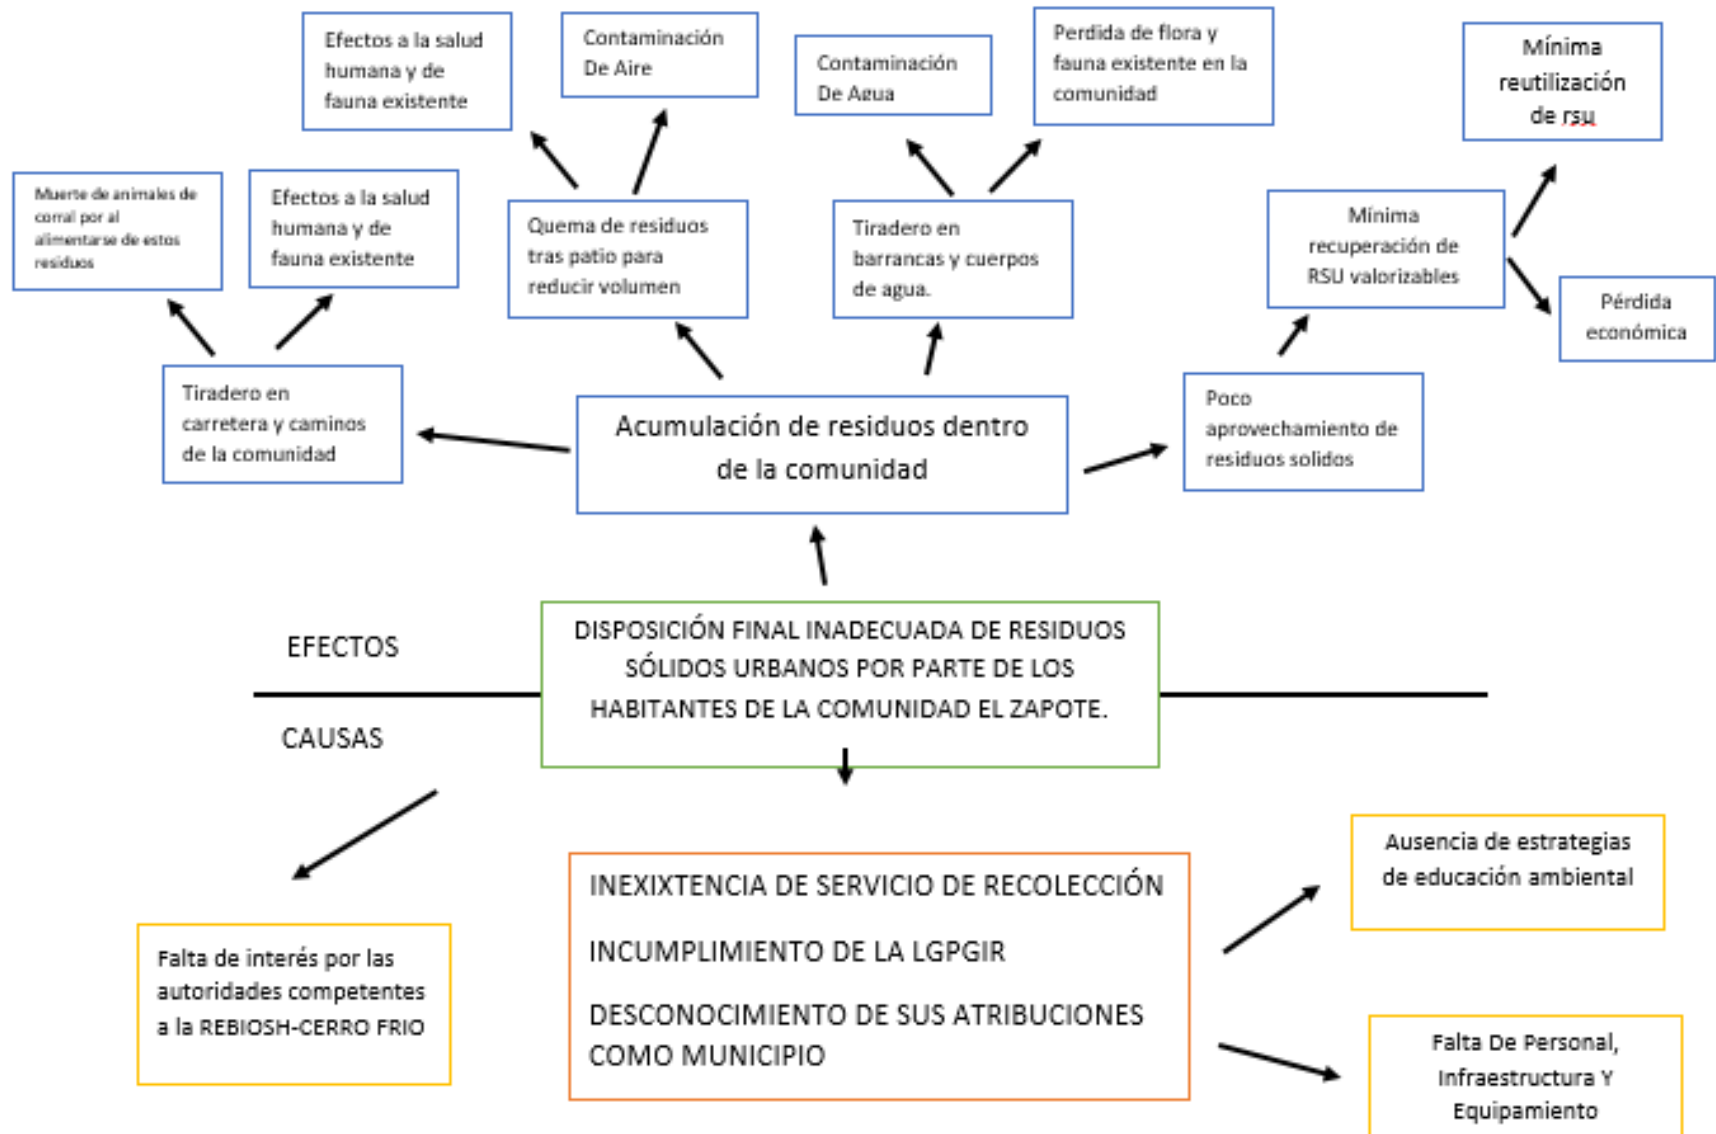 Efectos a la salud
humana y de
fauna existente
Contaminación
De Aire
Contaminación
De Agua
Perdida de flora y
fauna existente en la
comunidad
Mínima
reutilización
de rsu
Muerte de animales de
corral por al
alimentarse de estos
residuos
Efectos a la salud
humana y de
fauna existente
Quema de residuos
tras patio para
reducir volumen
Tiradero en
barrancas y cuerpos
de agua.
Mínima
recuperación de
RSU valorizables
Pérdida
económica
Tiradero en
carretera y caminos
de la comunidad
Acumulación de residuos dentro
de la comunidad
Poco
aprovechamiento de
residuos solidos
EFECTOS
DISPOSICIÓN FINAL INADECUADA DE RESIDUOS
SÓLIDOS URBANOS POR PARTE DE LOS
HABITANTES DE LA COMUNIDAD EL ZAPOTE.
CAUSAS
Falta de interés por las
autoridades competentes
a la REBIOSH-CERRO FRIO
INEXIXTENCIA DE SERVICIO DE RECOLECCIÓN
INCUMPLIMIENTO DE LA LGPGIR
DESCONOCIMIENTO DE SUS ATRIBUCIONES
COMO MUNICIPIO
Ausencia de estrategias
de educación ambiental
Falta De Personal,
Infraestructura Y
Equipamiento